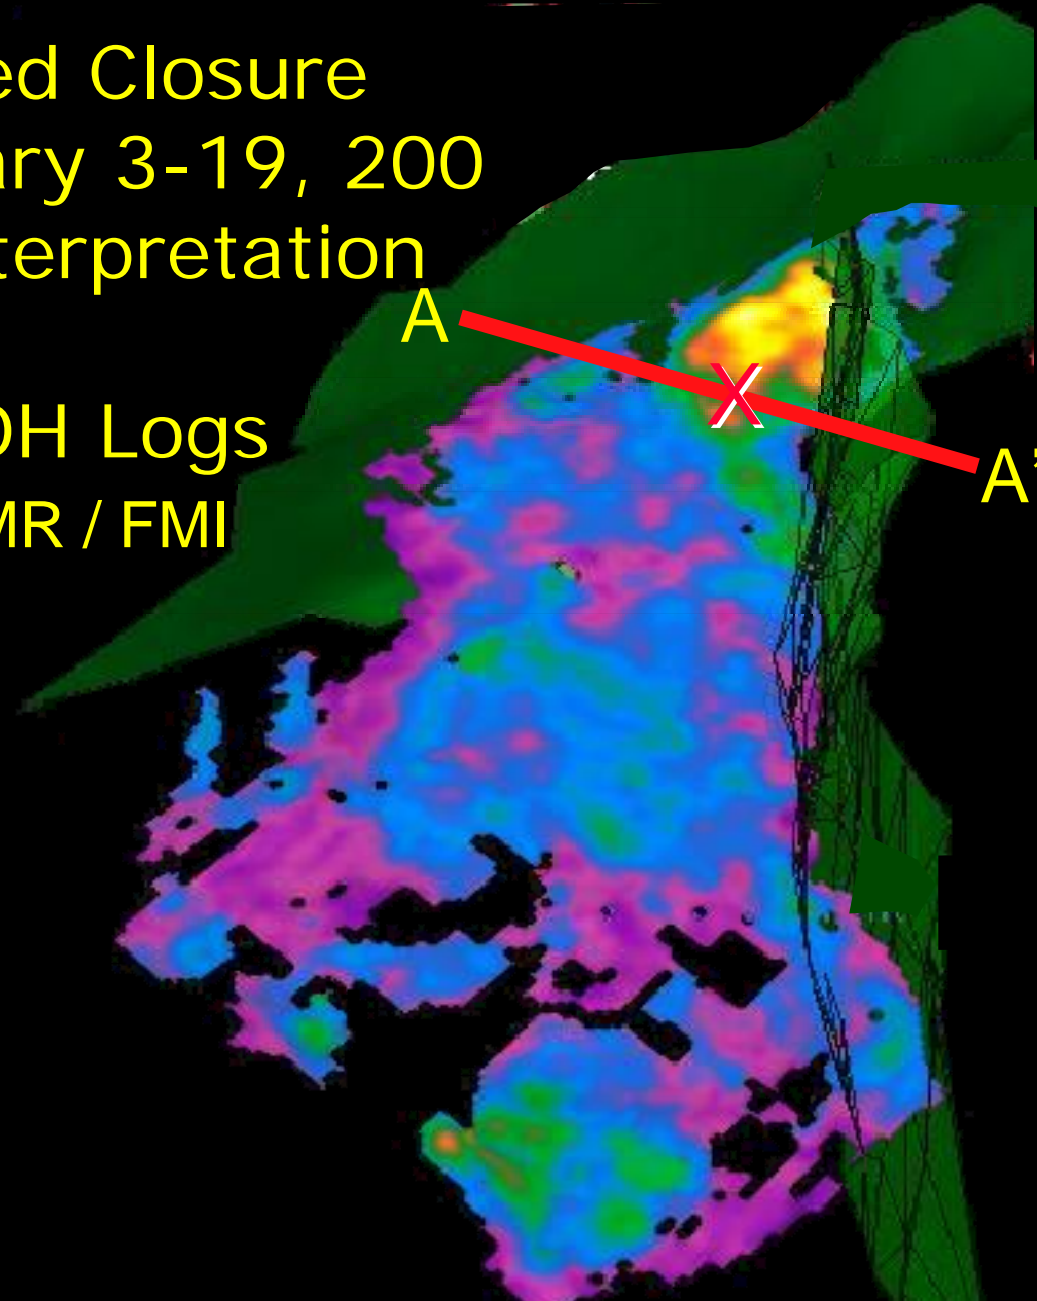 ed Closure
ary 3-19, 200
terpretation
A
OH Logs
A'
MR / FMI
X